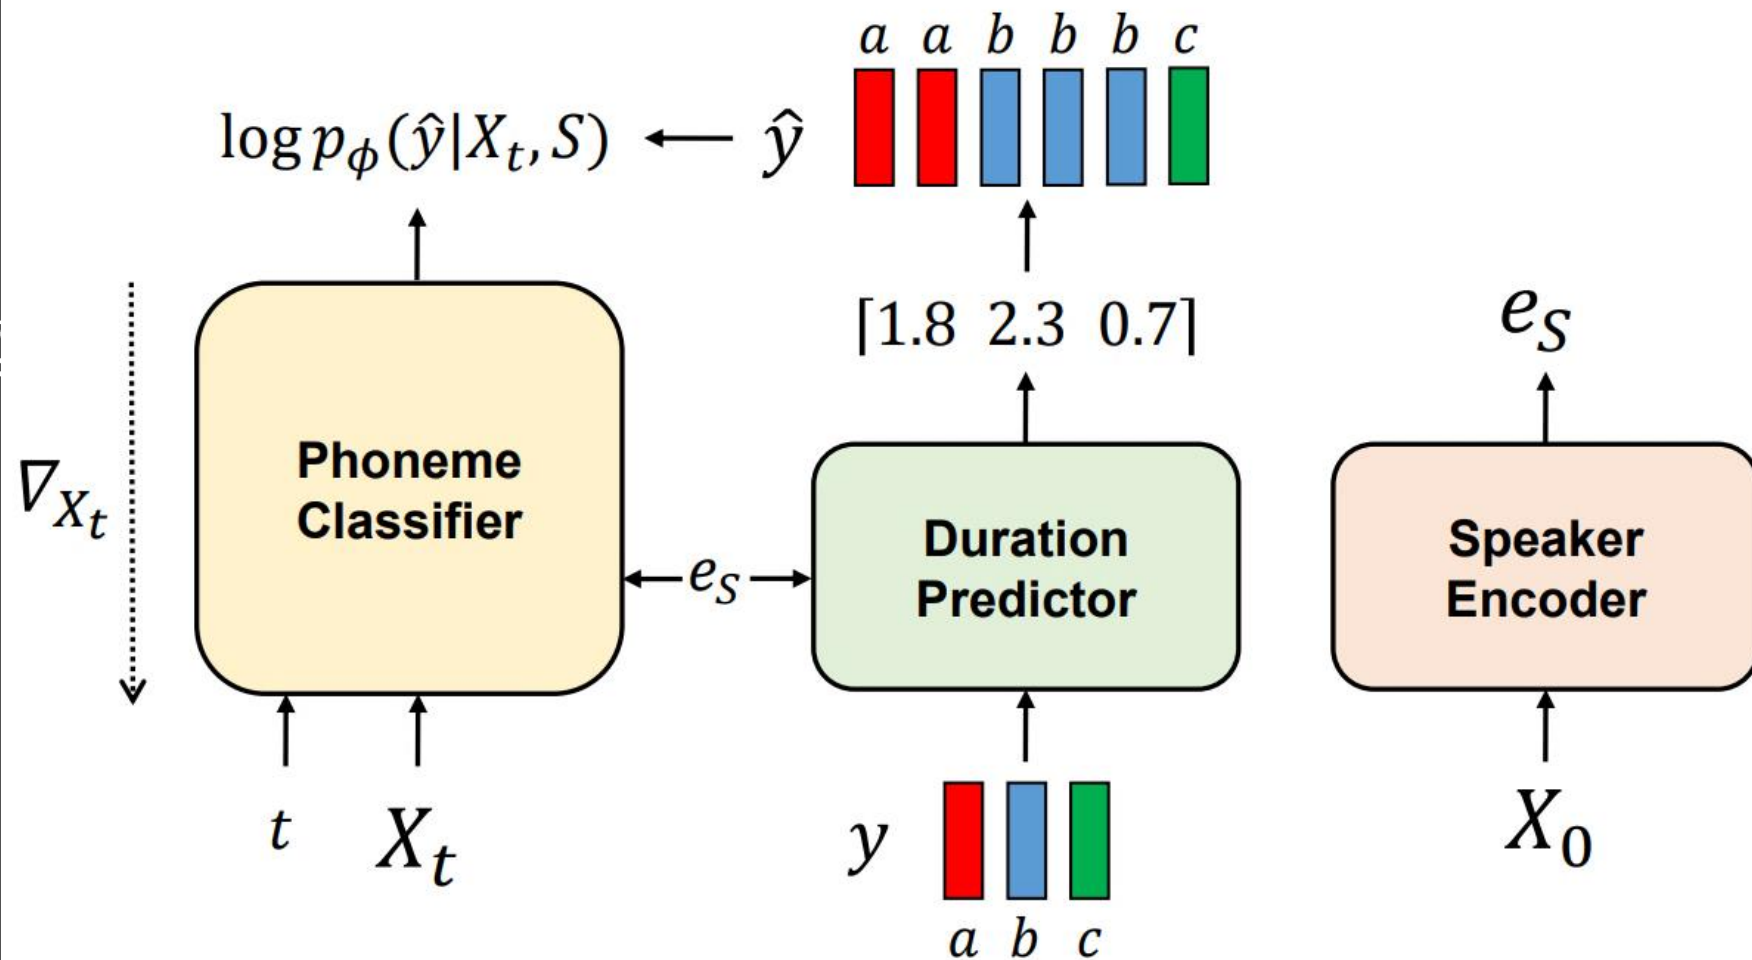 a a b b b c
log p_ϕ(ŷ|X_t, S) ← ŷ
⌈1.8 2.3 0.7⌉
e_S
∇_{X_t}
Phoneme
Classifier
e_S
Duration
Predictor
Speaker
Encoder
t
X_t
y
a b c
X_0